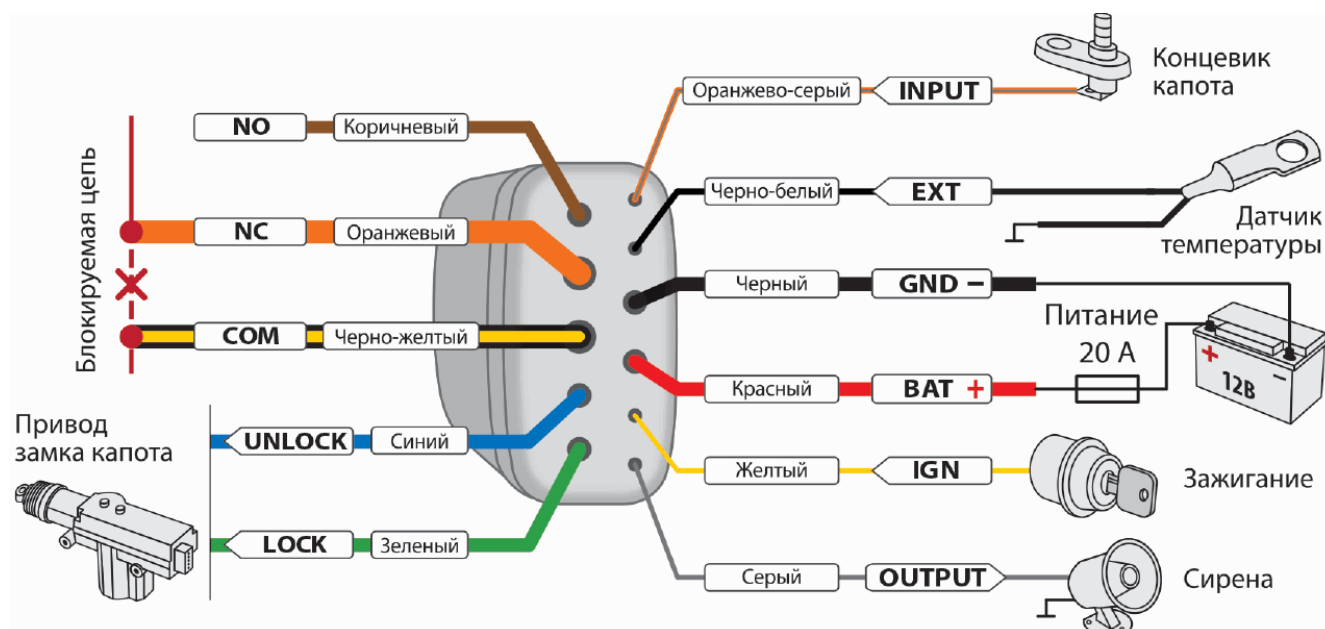 Блокируемая цепь
NO
Коричневый
NC
Оранжевый
COM
Черно-желтый
UNLOCK
Синий
LOCK
Зеленый
Привод
замка капота
Оранжево-серый
INPUT
Концевик
капота
Черно-белый
EXT
Датчик
температуры
Черный
GND –
Питание
20 А
Красный
BAT +
+
–
12В
Желтый
IGN
Зажигание
Серый
OUTPUT
Сирена